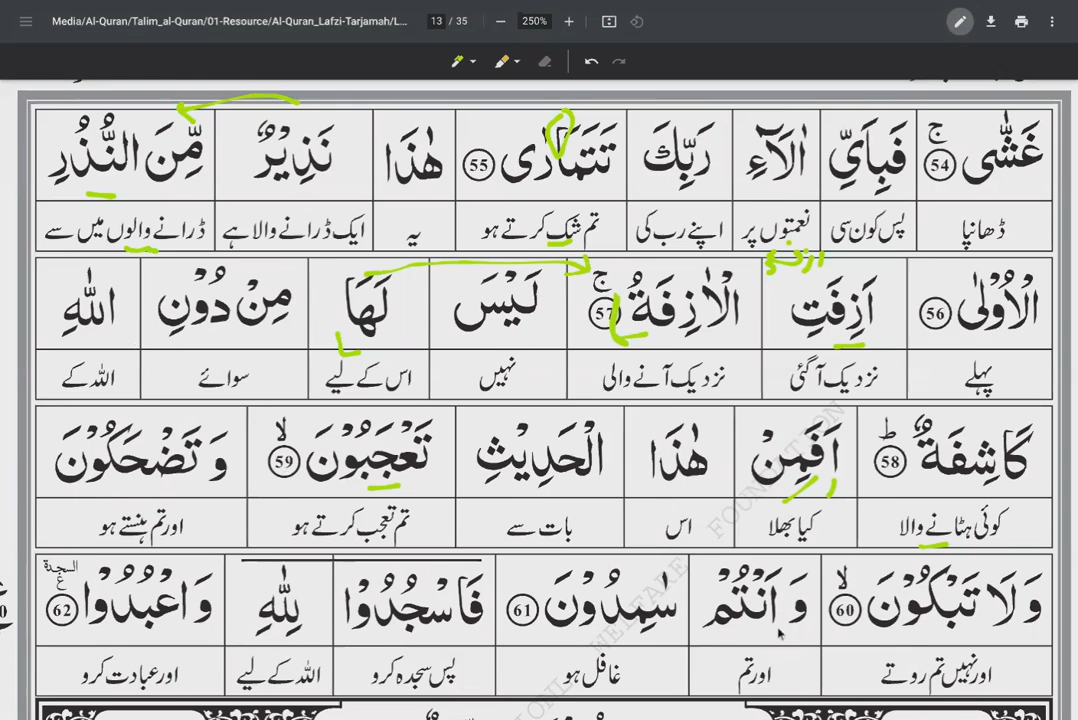 Media/Al-Quran/Talim_al-Quran/01-Resource/Al-Quran_Lafzi-Tarjamah/L... 13 / 35 250%
غَشّٰی ۚ 54 فَبِاَيِّ اٰلَآءِ رَبِّكَ تَتَمَارٰى 55 هٰذَا نَذِيْرٌ مِّنَ النُّذُرِ
ڈھانپا پس کون سی نعمتوں پر اپنے رب کی تم شک کرتے ہو یہ ایک ڈرانے والا ہے ڈرانے والوں میں سے
الْاُوْلٰى 56 اَزِفَتِ الْاٰزِفَةُ ۚ 57 لَيْسَ لَهَا مِنْ دُوْنِ اللّٰهِ
پہلے نزدیک آ گئی نزدیک آنے والی نہیں اس کے لیے سوائے اللہ کے
كَاشِفَةٌ ؕ 58 اَفَمِنْ هٰذَا الْحَدِيْثِ تَعْجَبُوْنَ ۙ 59 وَ تَضْحَكُوْنَ
کوئی ہٹانے والا کیا بھلا اس بات سے تم تعجب کرتے ہو اور تم ہنستے ہو
وَ لَا تَبْكُوْنَ ۙ 60 وَ اَنْتُمْ سٰمِدُوْنَ 61 فَاسْجُدُوْا لِلّٰهِ وَ اعْبُدُوْا 62 السجدة ع
اور نہیں تم روتے اور تم غافل ہو پس سجدہ کرو اللہ کے لیے اور عبادت کرو
WELFARE FOUNDATION